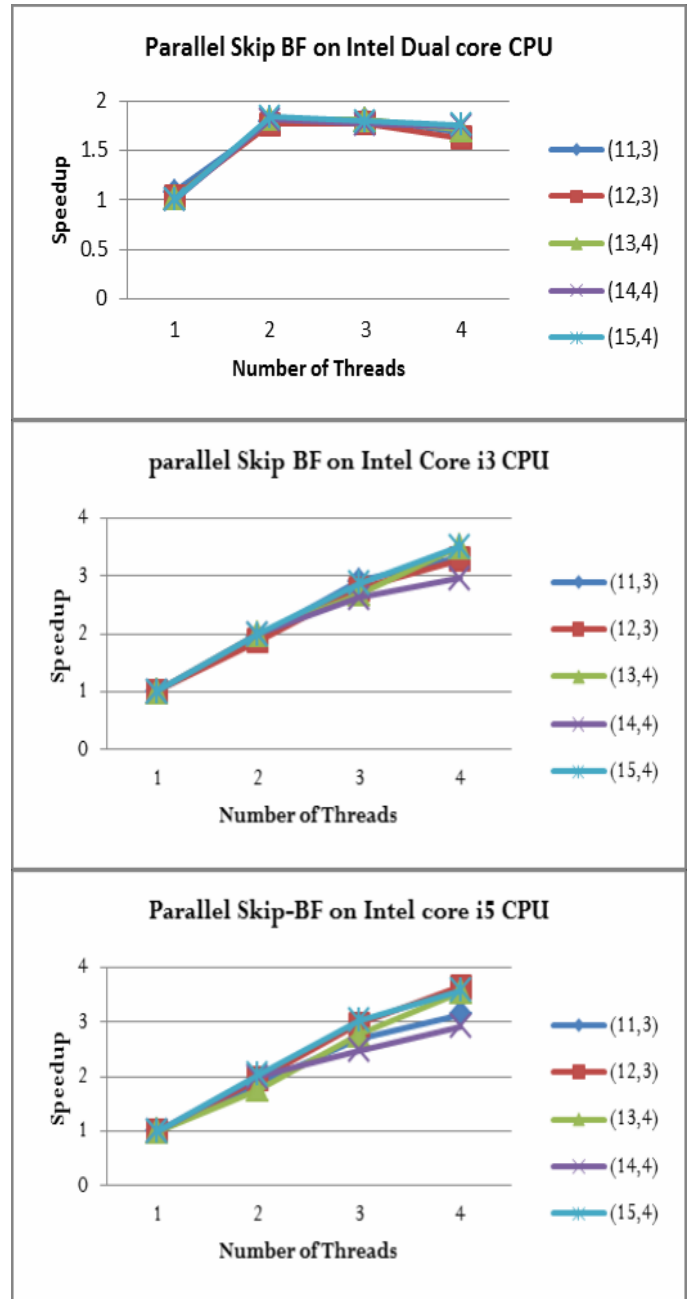 Parallel Skip BF on Intel Dual core CPU
2
1.5
1
0.5
0
Speedup
1 2 3 4
Number of Threads
(11,3)
(12,3)
(13,4)
(14,4)
(15,4)
parallel Skip BF on Intel Core i3 CPU
4
3
2
1
0
Speedup
1 2 3 4
Number of Threads
(11,3)
(12,3)
(13,4)
(14,4)
(15,4)
Parallel Skip-BF on Intel core i5 CPU
4
3
2
1
0
Speedup
1 2 3 4
Number of Threads
(11,3)
(12,3)
(13,4)
(14,4)
(15,4)